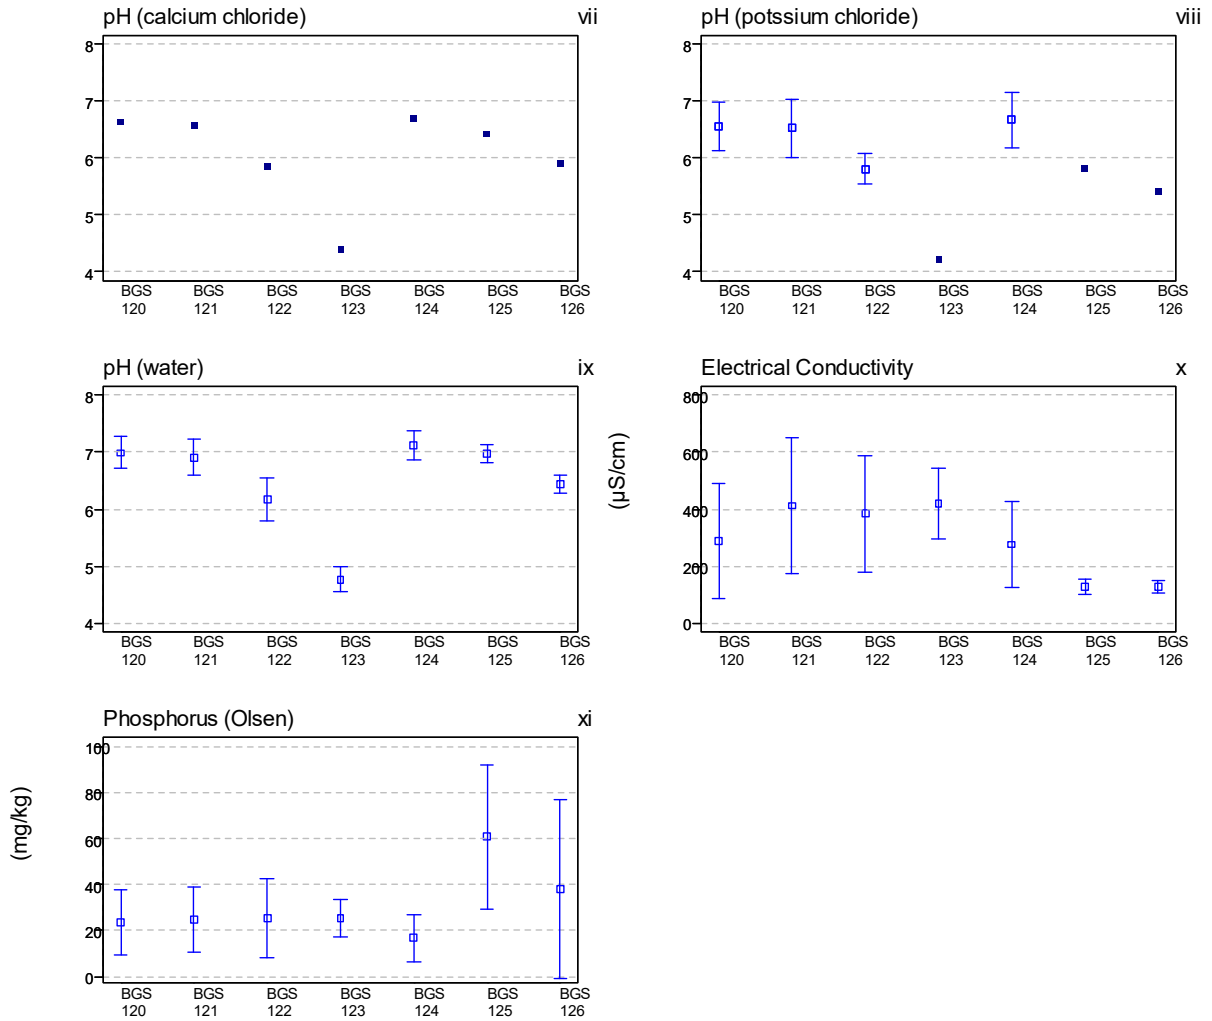 pH (calcium chloride) vii
8
7
6
5
4
BGS BGS BGS BGS BGS BGS BGS
120 121 122 123 124 125 126
pH (potssium chloride) viii
8
7
6
5
4
BGS BGS BGS BGS BGS BGS BGS
120 121 122 123 124 125 126
pH (water) ix
8
7
6
5
4
BGS BGS BGS BGS BGS BGS BGS
120 121 122 123 124 125 126
Electrical Conductivity x
(µS/cm)
800
600
400
200
0
BGS BGS BGS BGS BGS BGS BGS
120 121 122 123 124 125 126
Phosphorus (Olsen) xi
(mg/kg)
100
80
60
40
20
0
BGS BGS BGS BGS BGS BGS BGS
120 121 122 123 124 125 126